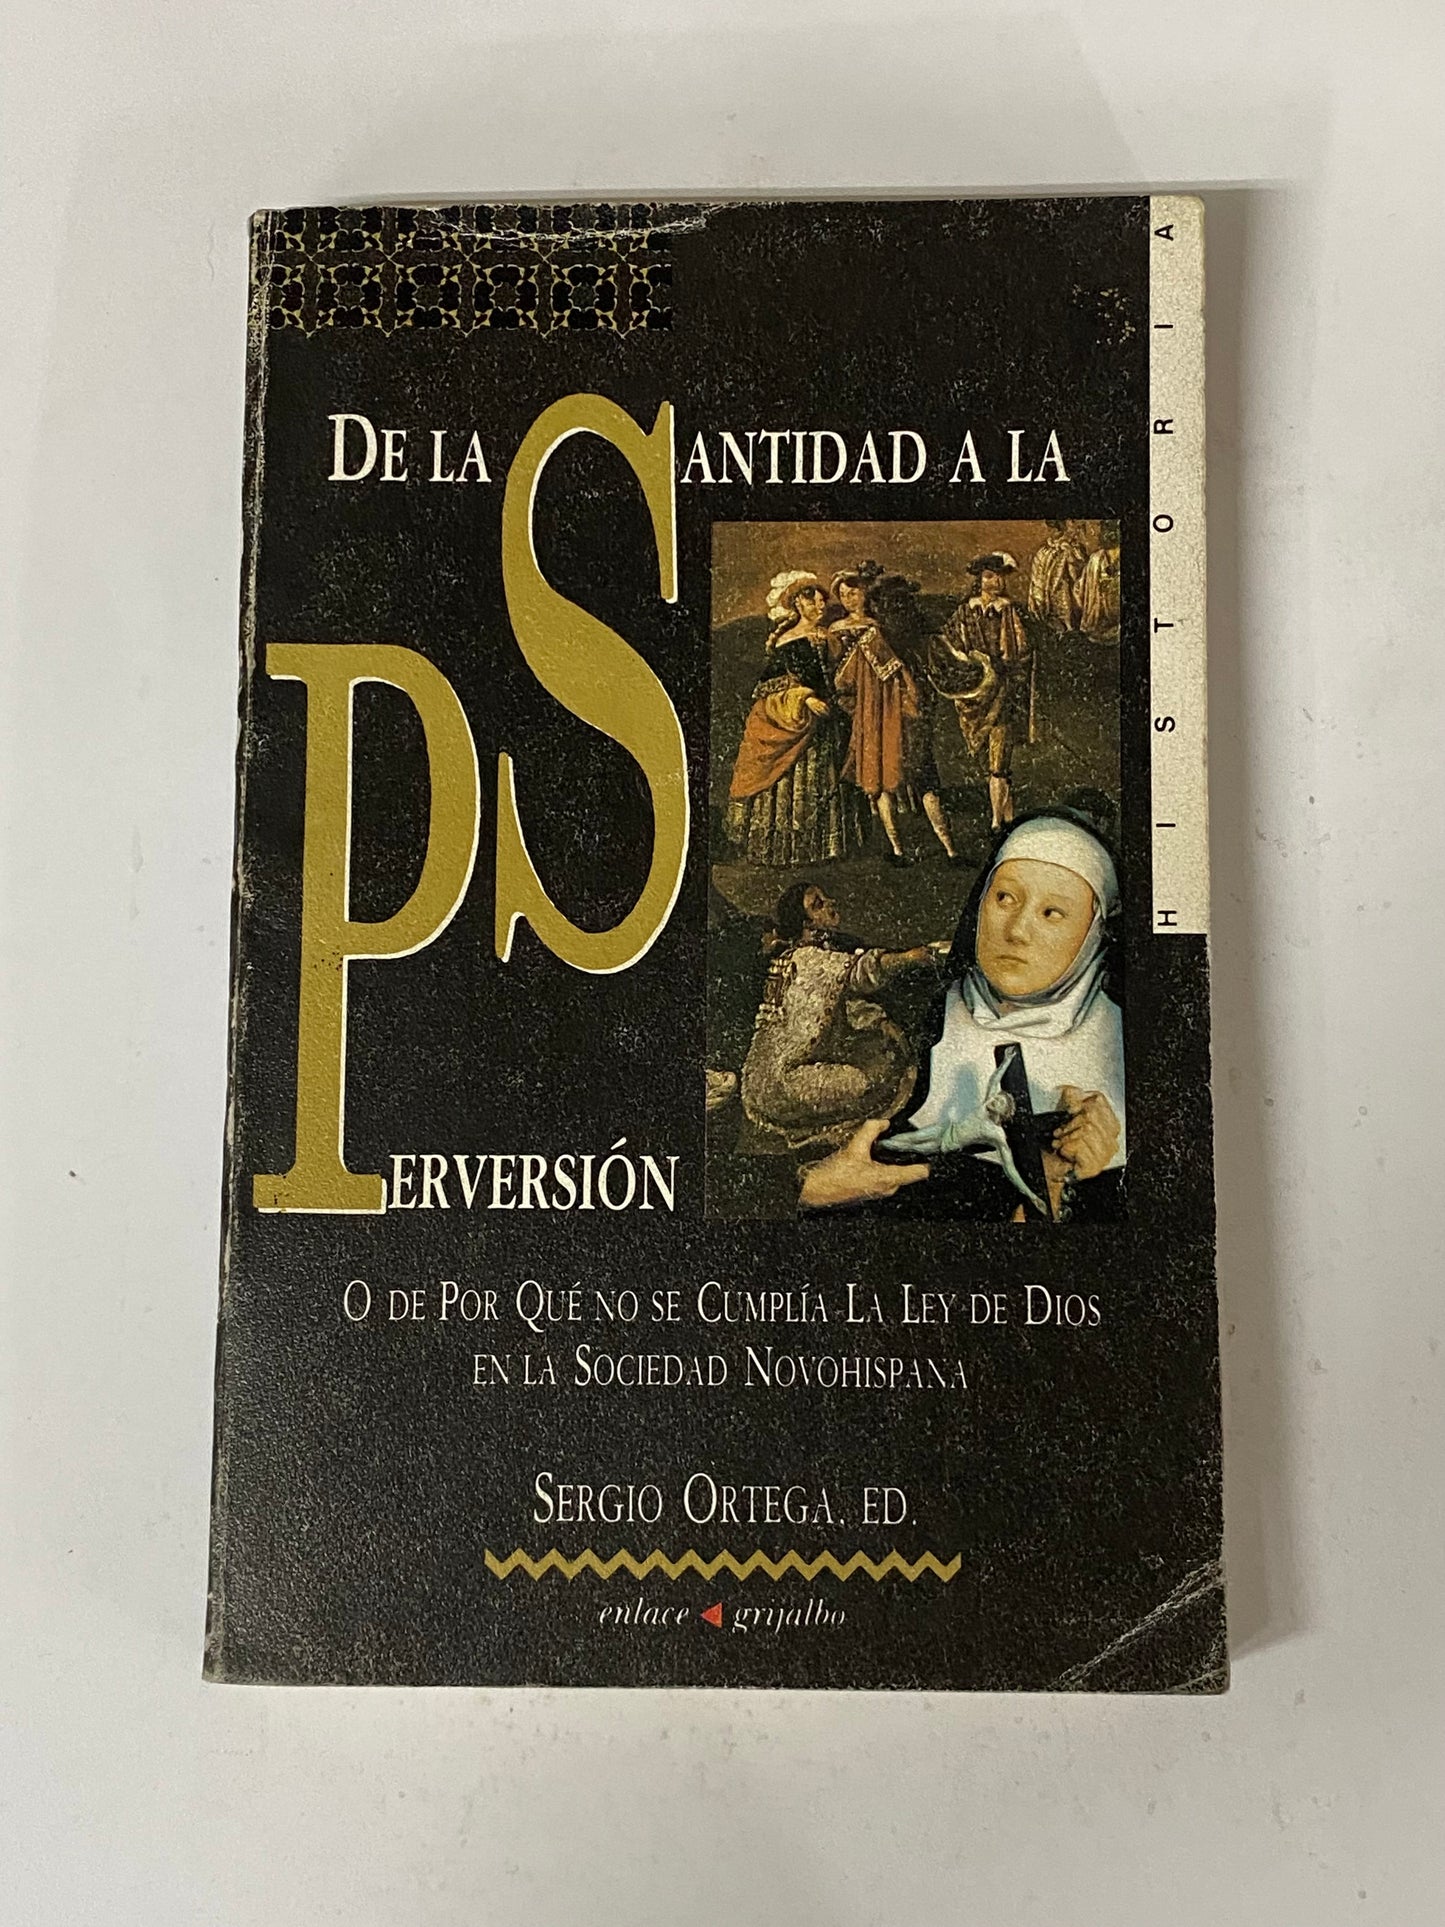 HISTORIA
DE LA SANTIDAD A LA
PERVERSIÓN
O DE POR QUÉ NO SE CUMPLÍA LA LEY DE DIOS
EN LA SOCIEDAD NOVOHISPANA
SERGIO ORTEGA, ED.
enlace grijalbo